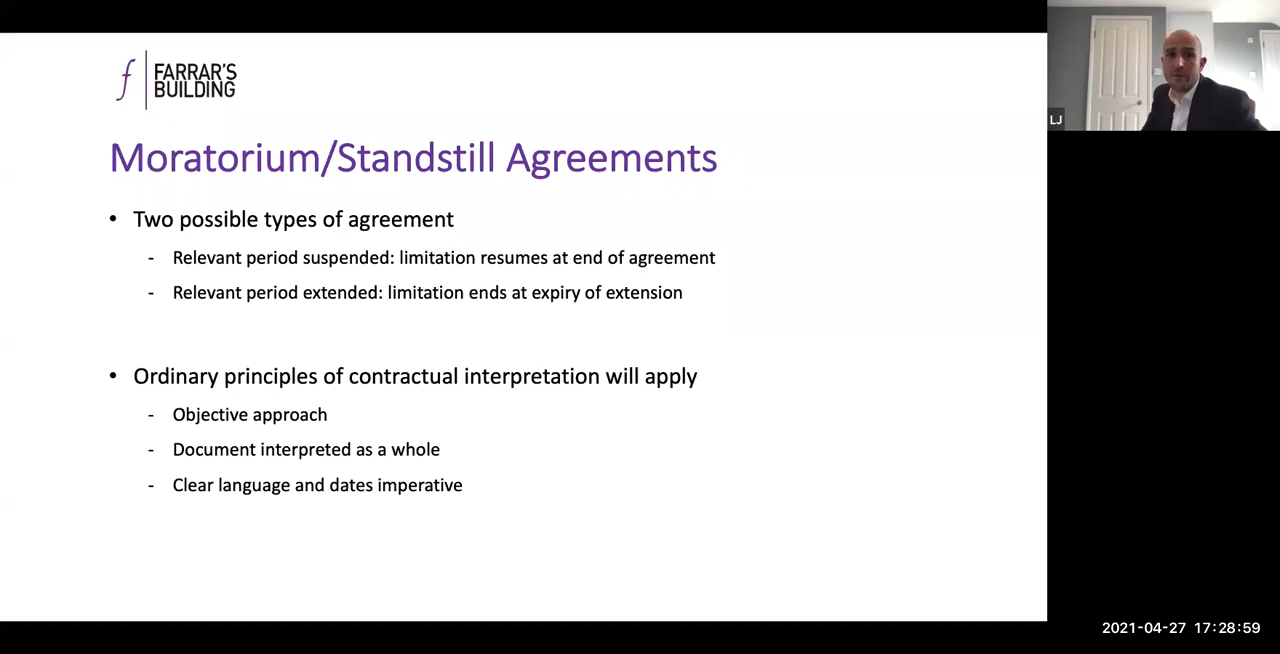 f FARRAR'S
BUILDING
LJ
Moratorium/Standstill Agreements
• Two possible types of agreement
- Relevant period suspended: limitation resumes at end of agreement
- Relevant period extended: limitation ends at expiry of extension
• Ordinary principles of contractual interpretation will apply
- Objective approach
- Document interpreted as a whole
- Clear language and dates imperative
2021-04-27 17:28:59